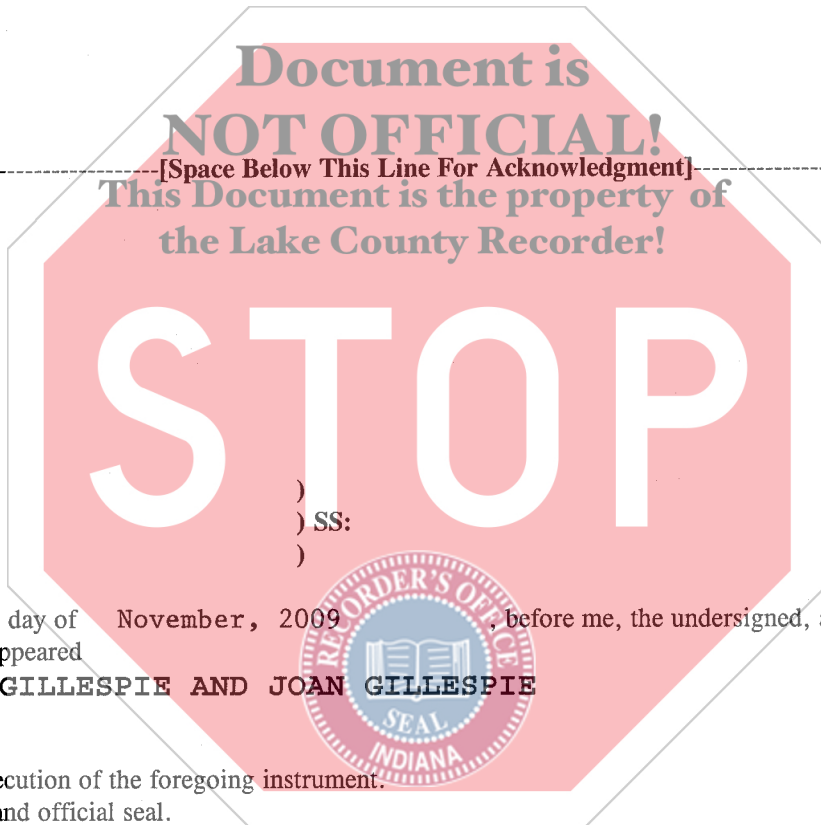 Document is
NOT OFFICIAL!
[Space Below This Line For Acknowledgment]
This Document is the property of
the Lake County Recorder!
STOP
)
) SS:
)
day of November, 2009 , before me, the undersigned,
ppeared
GILLESPIE AND JOAN GILLESPIE
ecution of the foregoing instrument.
and official seal.
RECORDER'S OFFICE
SEAL
INDIANA